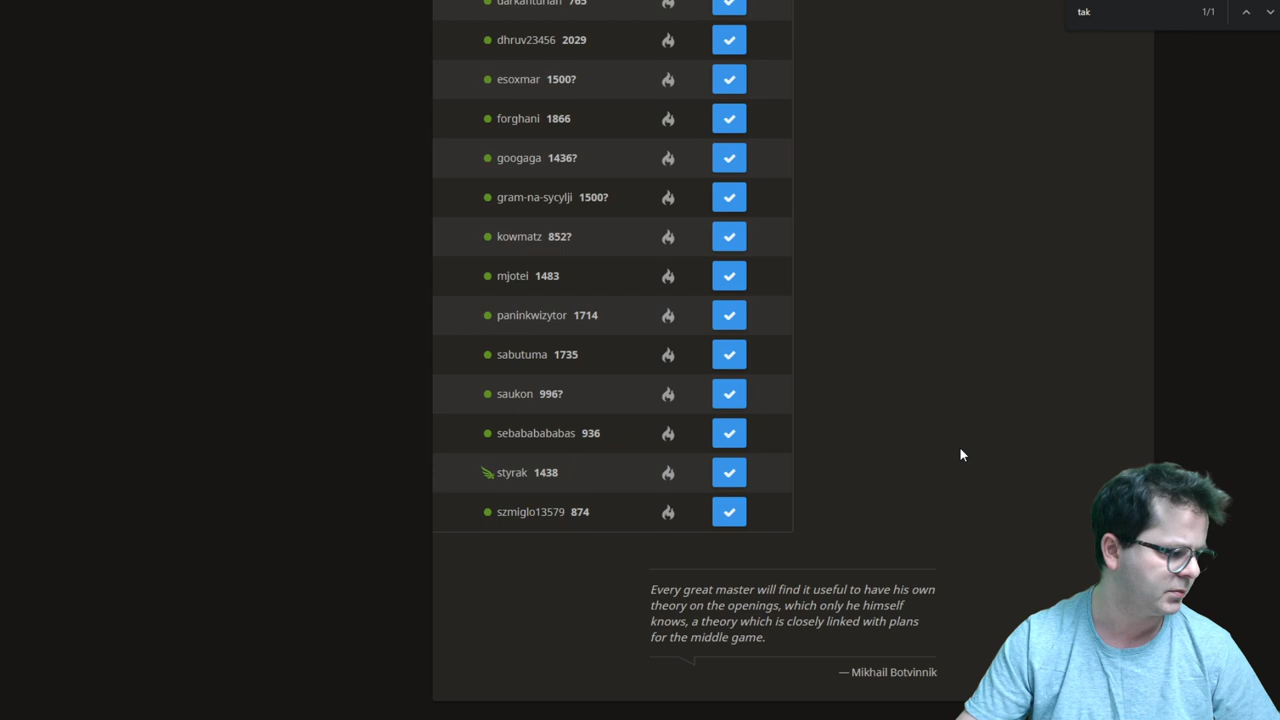 tak 1/1
darkanturian 765
dhruv23456 2029
esoxmar 1500?
forghani 1866
googaga 1436?
gram-na-sycylji 1500?
kowmatz 852?
mjotei 1483
paninkwizytor 1714
sabutuma 1735
saukon 996?
sebababababas 936
styrak 1438
szmiglo13579 874
Every great master will find it useful to have his own
theory on the openings, which only he himself
knows, a theory which is closely linked with plans
for the middle game.
— Mikhail Botvinnik